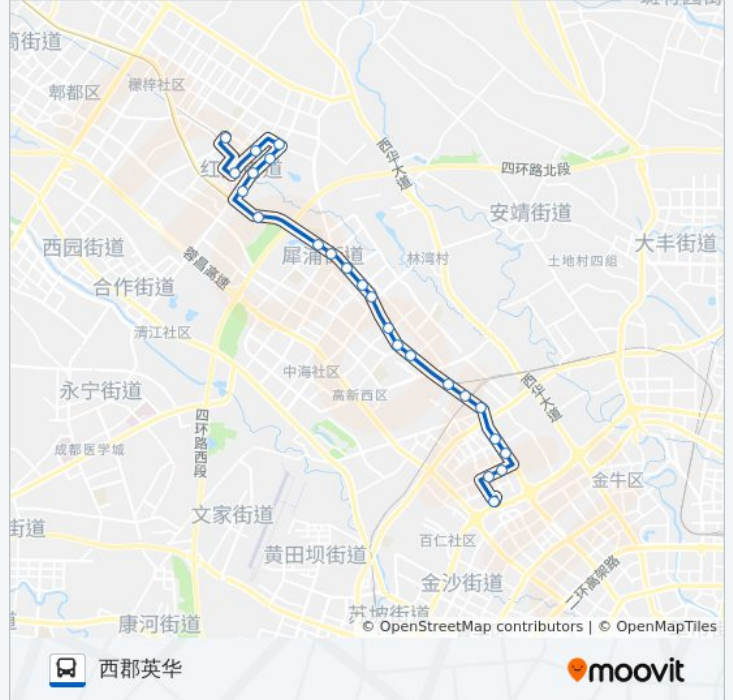 郫都区
檬梓社区
西华大道
四环路北段
安靖街道
大丰街道
西园街道
蓉昌高速
犀浦街道
林湾村
土地村四组
合作街道
清江社区
中海社区
高新西区
永宁街道
西华大道
四环路西段
成都医学城
金牛区
文家街道
街道
黄田坝街道
百仁社区
金沙街道
二环高架路
康河街道
苏坡街道
© OpenStreetMap contributors | © OpenMapTiles
西郡英华
moovit